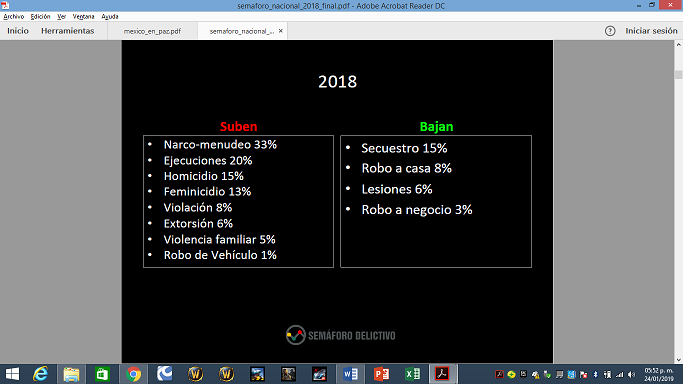 semaforo_nacional_2018_final.pdf - Adobe Acrobat Reader DC
Archivo Edición Ver Ventana Ayuda
Inicio Herramientas mexico_en_paz.pdf semaforo_nacional_... × Iniciar sesión
2018
Suben
• Narco-menudeo 33%
• Ejecuciones 20%
• Homicidio 15%
• Feminicidio 13%
• Violación 8%
• Extorsión 6%
• Violencia familiar 5%
• Robo de Vehículo 1%
Bajan
• Secuestro 15%
• Robo a casa 8%
• Lesiones 6%
• Robo a negocio 3%
SEMÁFORO DELICTIVO
05:52 p. m.
24/01/2019